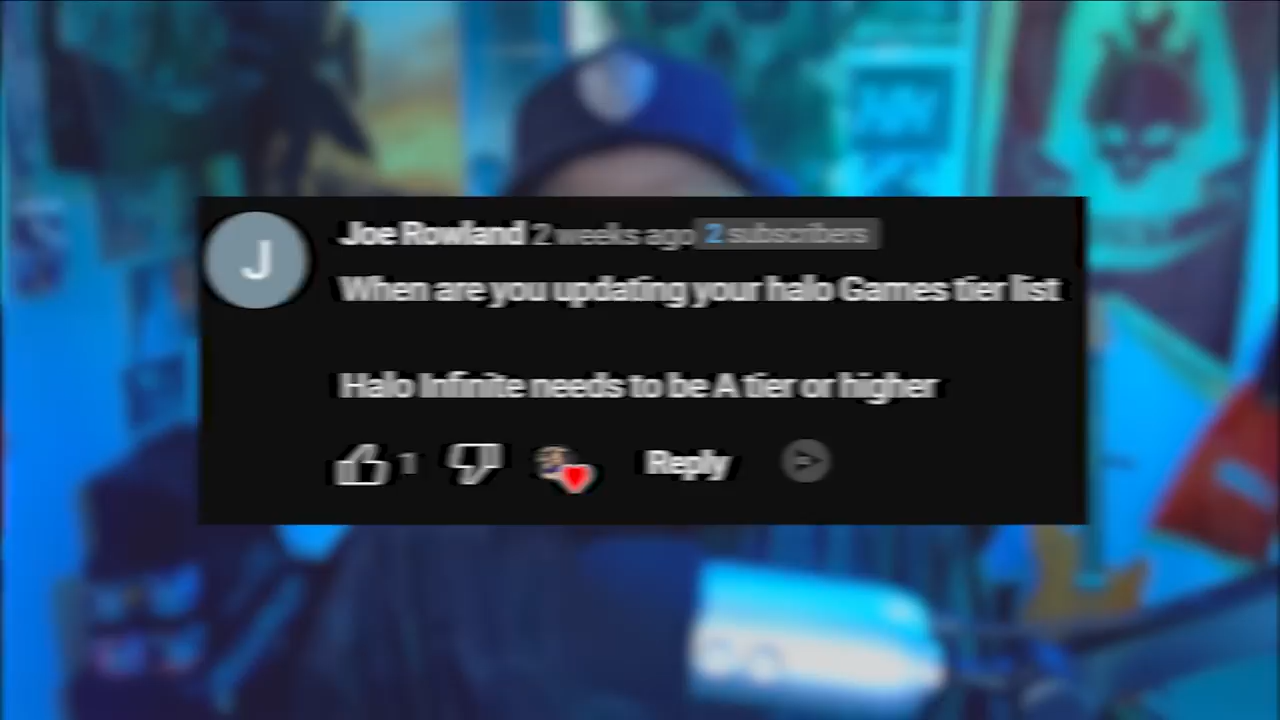 J
Joe Rowland 2 weeks ago 2 subscribers
When are you updating your halo Games tier list
Halo Infinite needs to be A tier or higher
1 Reply